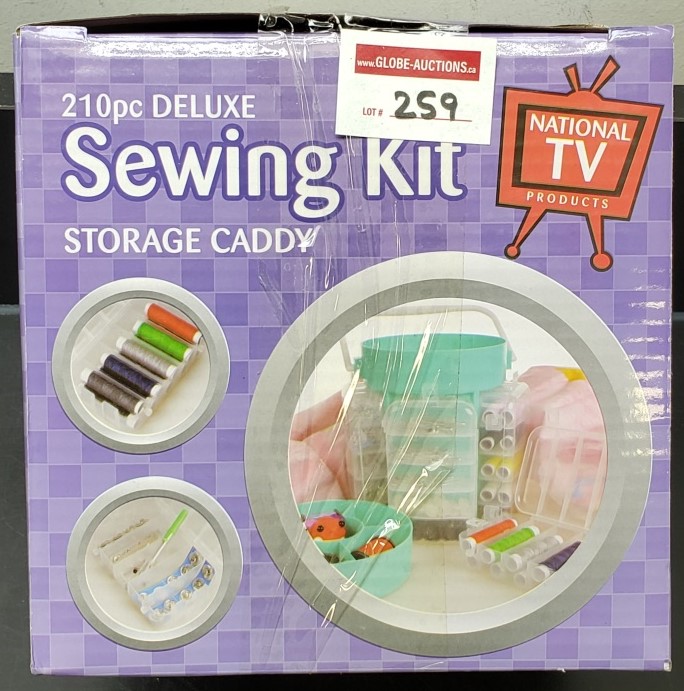 www.GLOBE-AUCTIONS.ca
LOT # 259
210pc DELUXE
Sewing Kit
STORAGE CADDY
NATIONAL
TV
PRODUCTS